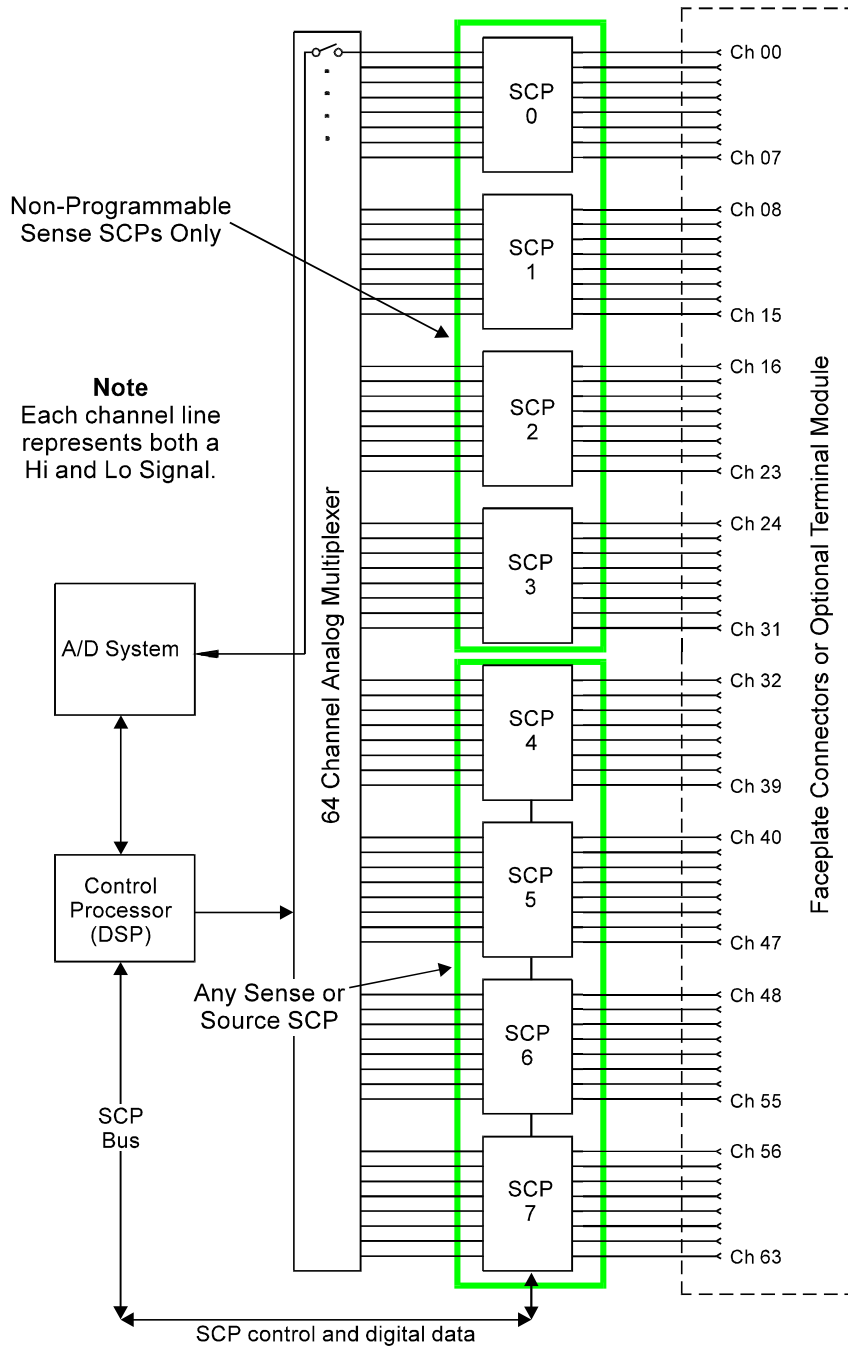 Ch 00
SCP
0
Ch 07
Non-Programmable
Sense SCPs Only
Ch 08
SCP
1
Ch 15
Note
Each channel line
represents both a
Hi and Lo Signal.
Ch 16
SCP
2
Ch 23
Ch 24
SCP
3
Ch 31
64 Channel Analog Multiplexer
Faceplate Connectors or Optional Terminal Module
A/D System
Ch 32
SCP
4
Ch 39
Control
Processor
(DSP)
Ch 40
SCP
5
Ch 47
Any Sense or
Source SCP
Ch 48
SCP
6
Ch 55
SCP
Bus
Ch 56
SCP
7
Ch 63
SCP control and digital data